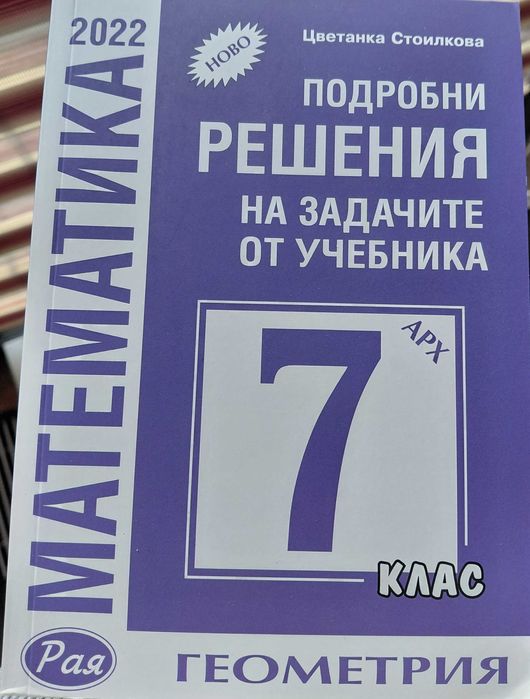 2022
НОВО
Цветанка Стоилкова
ПОДРОБНИ
РЕШЕНИЯ
НА ЗАДАЧИТЕ
ОТ УЧЕБНИКА
МАТЕМАТИКА
АРХ
7
КЛАС
Рая
ГЕОМЕТРИЯ